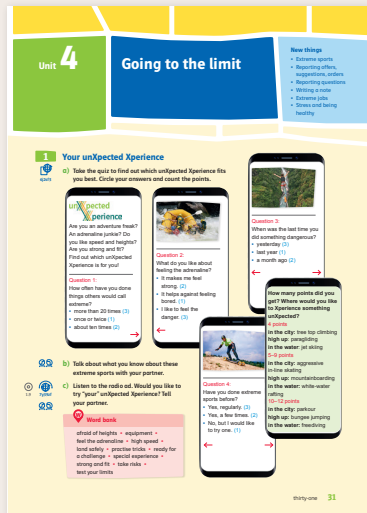 Unit 4
Going to the limit
New things
• Extreme sports
• Reporting offers,
suggestions, orders
• Reporting questions
• Writing a note
• Extreme jobs
• Stress and being
healthy
1 Your unXpected Xperience
a) Take the quiz to find out which unXpected Xperience fits
you best. Circle your answers and count the points.
unXpected
Xperience
Are you an adventure freak?
An adrenaline junkie? Do
you like speed and heights?
Are you strong and fit?
Find out which unXpected
Xperience is for you!
Question 1:
How often have you done
things others would call
extreme?
• more than 20 times (3)
• once or twice (1)
• about ten times (2)
Question 2:
What do you like about
feeling the adrenaline?
• It makes me feel
strong. (2)
• It helps against feeling
bored. (1)
• I like to feel the
danger. (3)
Question 3:
When was the last time you
did something dangerous?
• yesterday (3)
• last year (1)
• a month ago (2)
Question 4:
Have you done extreme
sports before?
• Yes, regularly. (3)
• Yes, a few times. (2)
• No, but I would like
to try one. (1)
How many points did you
get? Where would you like
to Xperience something
unXpected?
4 points
in the city: tree top climbing
high up: paragliding
in the water: jet skiing
5–9 points
in the city: aggressive
in-line skating
high up: mountainboarding
in the water: white-water
rafting
10–12 points
in the city: parkour
high up: bungee jumping
in the water: freediving
b) Talk about what you know about these
extreme sports with your partner.
c) Listen to the radio ad. Would you like to
try "your" unXpected Xperience? Tell
your partner.
Word bank
afraid of heights • equipment •
feel the adrenaline • high speed •
land safely • practise tricks • ready for
a challenge • special experience •
strong and fit • take risks •
test your limits
thirty-one 31